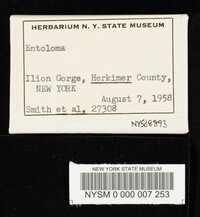 HERBARIUM N. Y. STATE MUSEUM
Entoloma
Ilion Gorge, Herkimer County,
NEW YORK
August 7, 1958
Smith et al. 27308
NYSd8893
NEW YORK STATE MUSEUM
NYSM 0 000 007 253